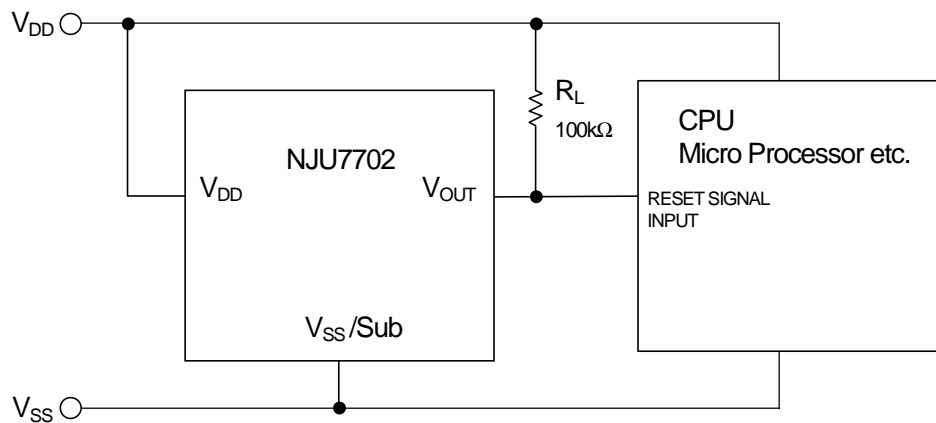 VDD
RL
100kΩ
CPU
Micro Processor etc.
NJU7702
VDD
VOUT
RESET SIGNAL
INPUT
VSS/Sub
VSS